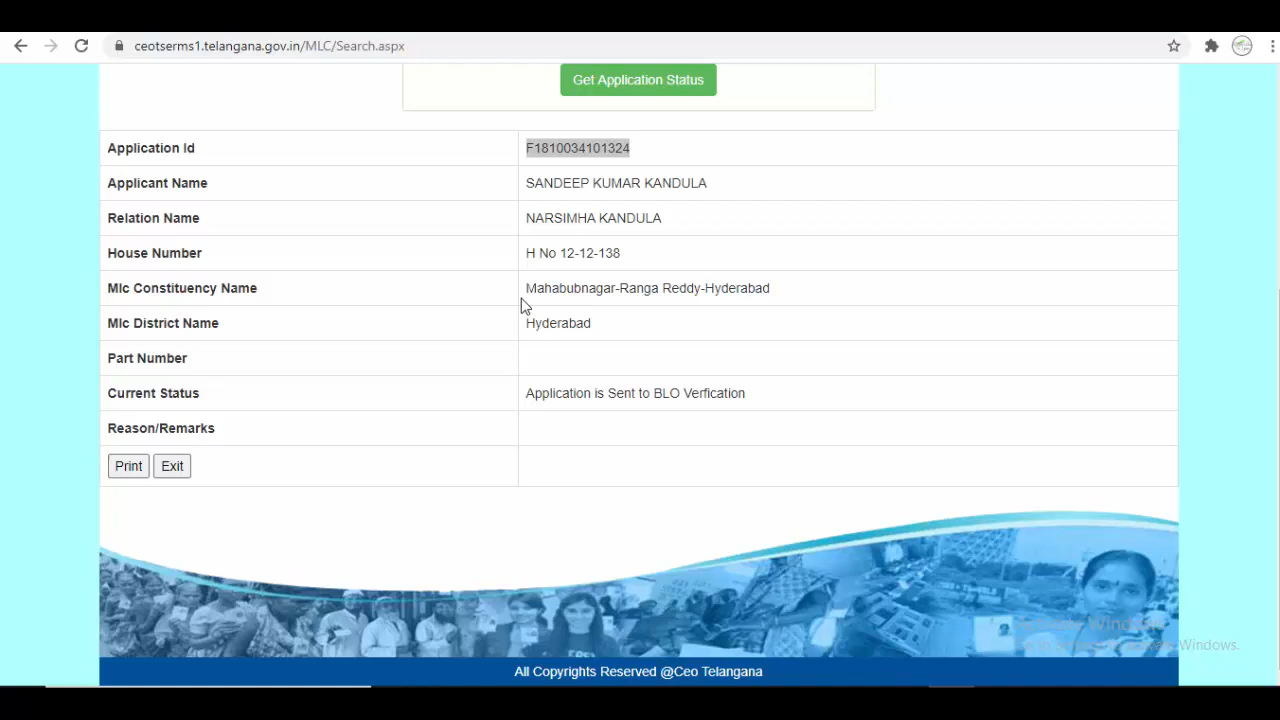 ceotserms1.telangana.gov.in/MLC/Search.aspx
Get Application Status
Application Id F1810034101324
Applicant Name SANDEEP KUMAR KANDULA
Relation Name NARSIMHA KANDULA
House Number H No 12-12-138
Mlc Constituency Name Mahabubnagar-Ranga Reddy-Hyderabad
Mlc District Name Hyderabad
Part Number
Current Status Application is Sent to BLO Verfication
Reason/Remarks
Print Exit
Windows.
All Copyrights Reserved @Ceo Telangana